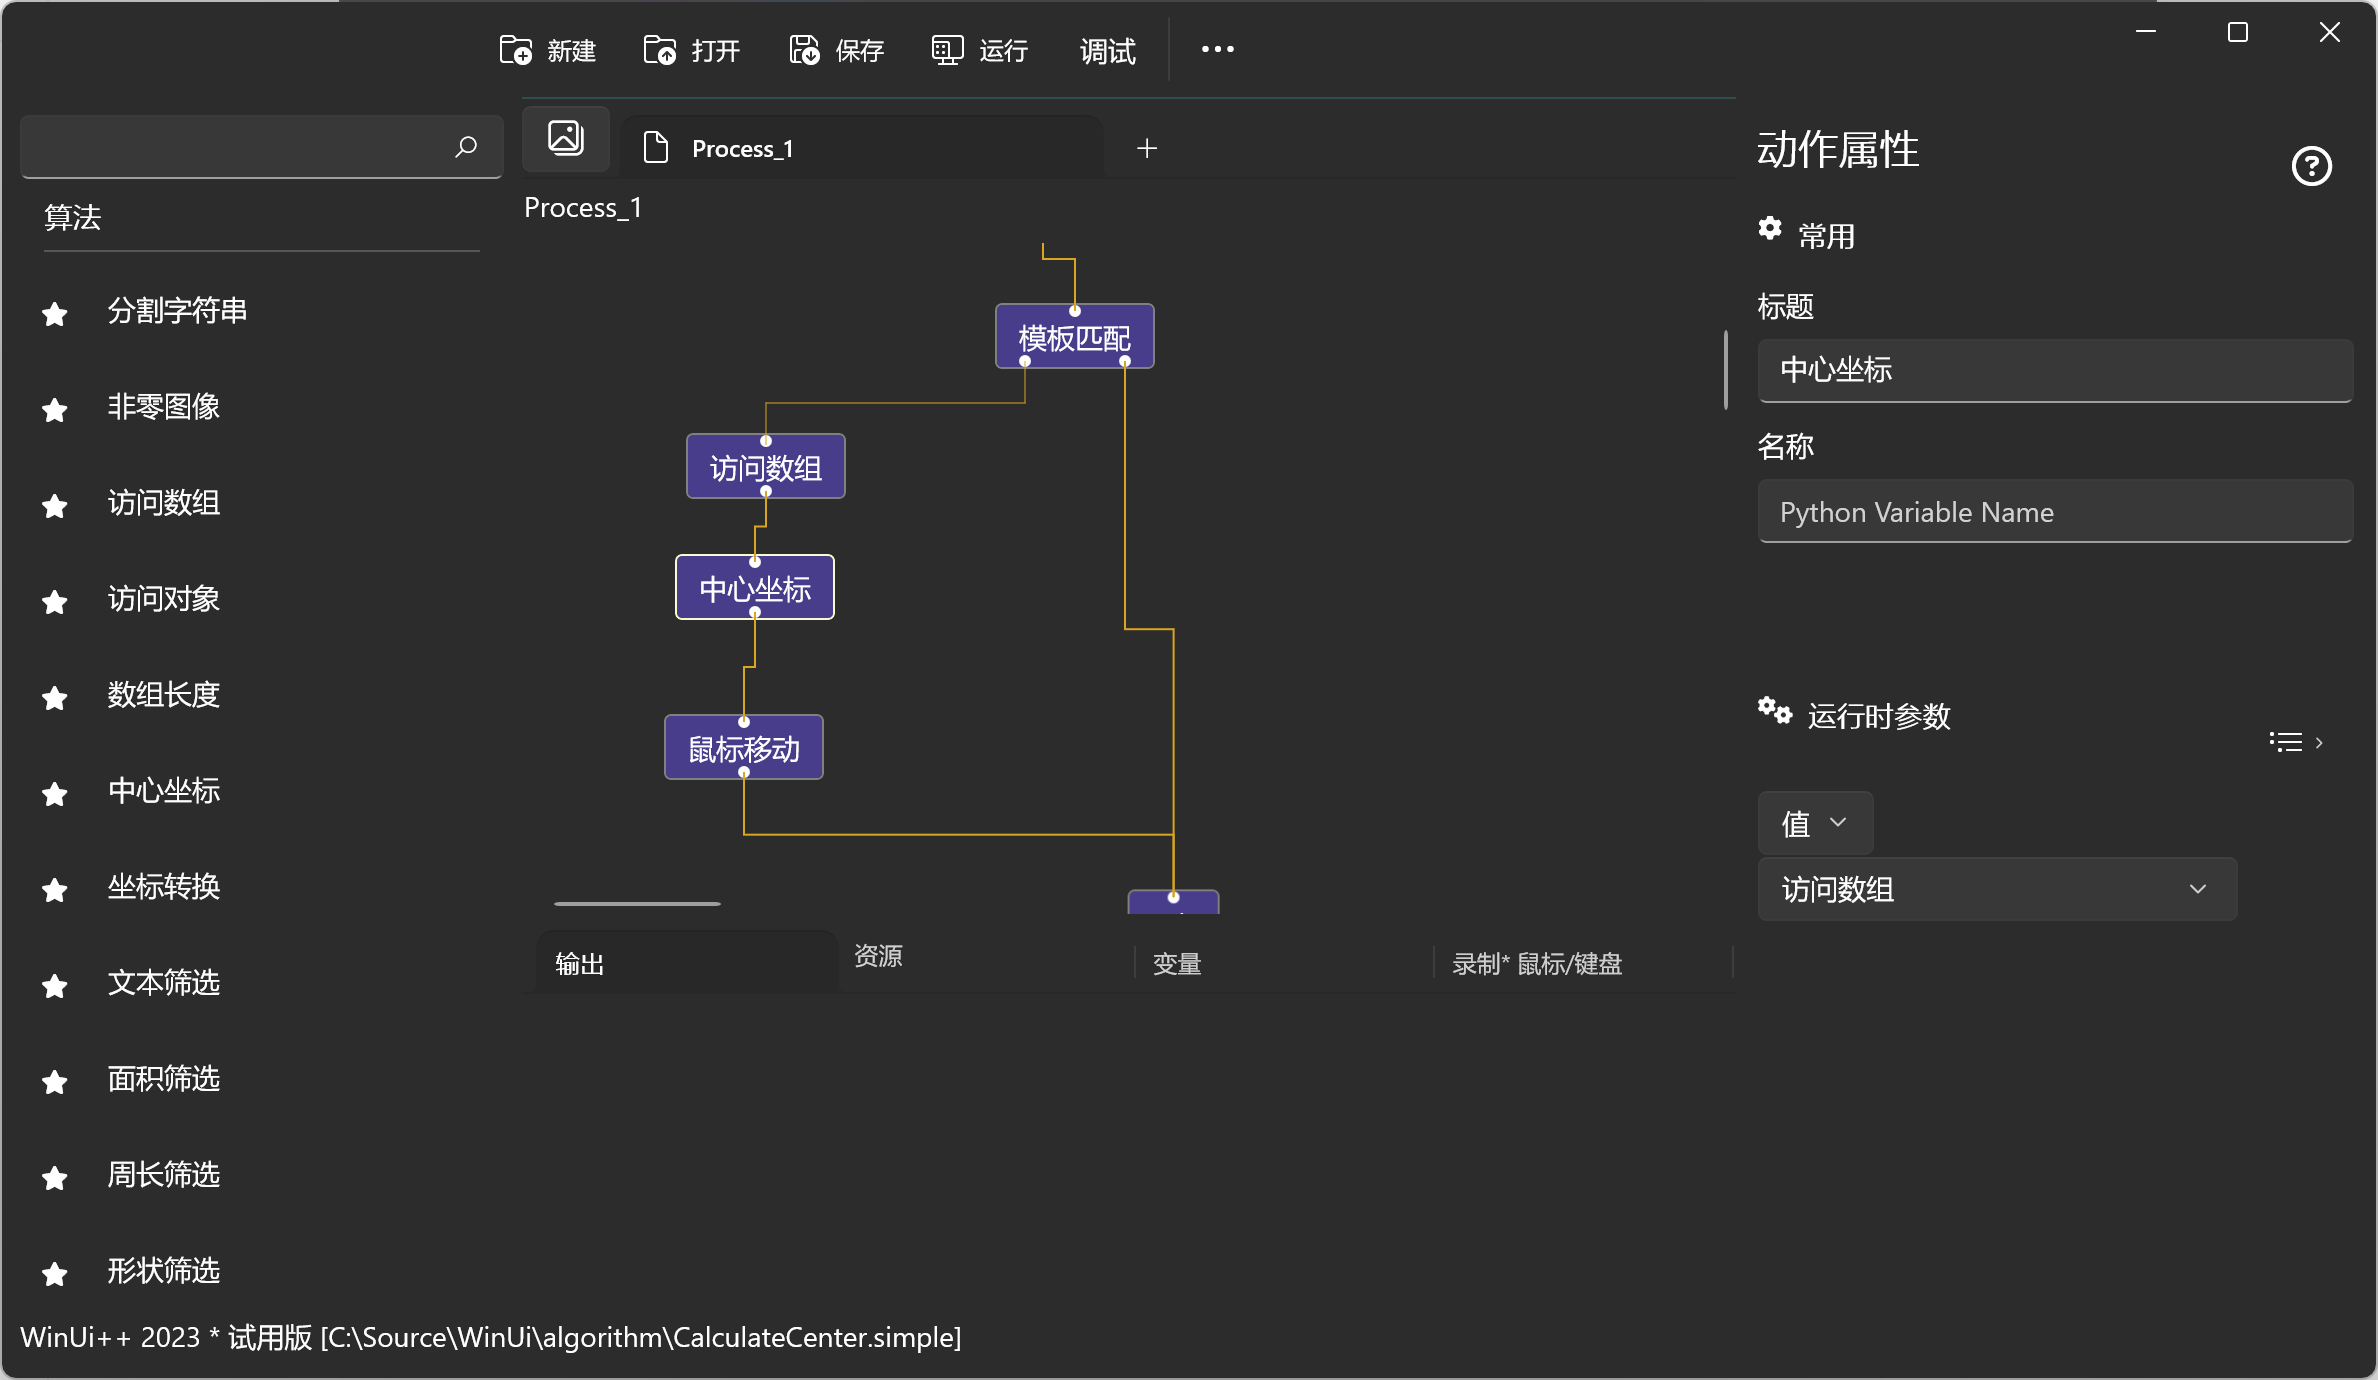 新建 打开 保存 运行 调试
算法
分割字符串
非零图像
访问数组
访问对象
数组长度
中心坐标
坐标转换
文本筛选
面积筛选
周长筛选
形状筛选
Process_1
Process_1
模板匹配
访问数组
中心坐标
鼠标移动
输出 资源 变量 录制* 鼠标/键盘
动作属性
常用
标题
中心坐标
名称
Python Variable Name
运行时参数
值
访问数组
WinUi++ 2023 * 试用版 [C:\Source\WinUi\algorithm\CalculateCenter.simple]